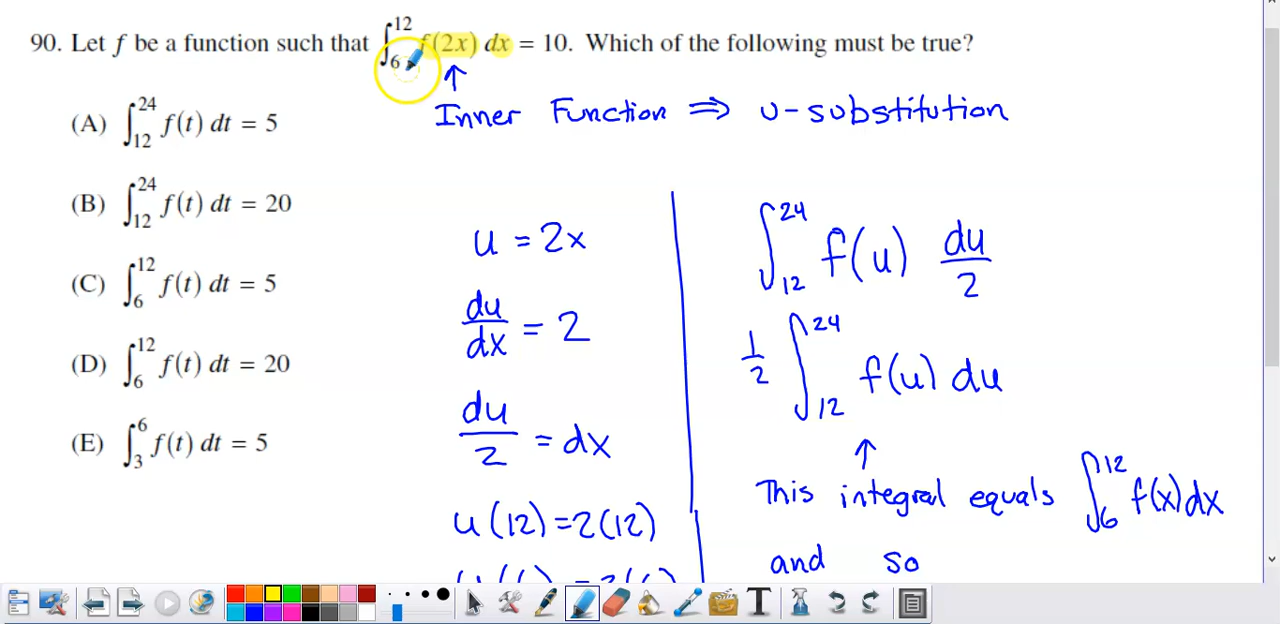 90. Let f be a function such that ∫_6^12 f(2x) dx = 10. Which of the following must be true?
↑
Inner Function ⇒ u-substitution
(A) ∫_12^24 f(t) dt = 5
(B) ∫_12^24 f(t) dt = 20
(C) ∫_6^12 f(t) dt = 5
(D) ∫_6^12 f(t) dt = 20
(E) ∫_3^6 f(t) dt = 5
u = 2x
du/dx = 2
du/2 = dx
u(12) = 2(12)
∫_12^24 f(u) du/2
1/2 ∫_12^24 f(u) du
↑
This integral equals ∫_6^12 f(x)dx
and so
T